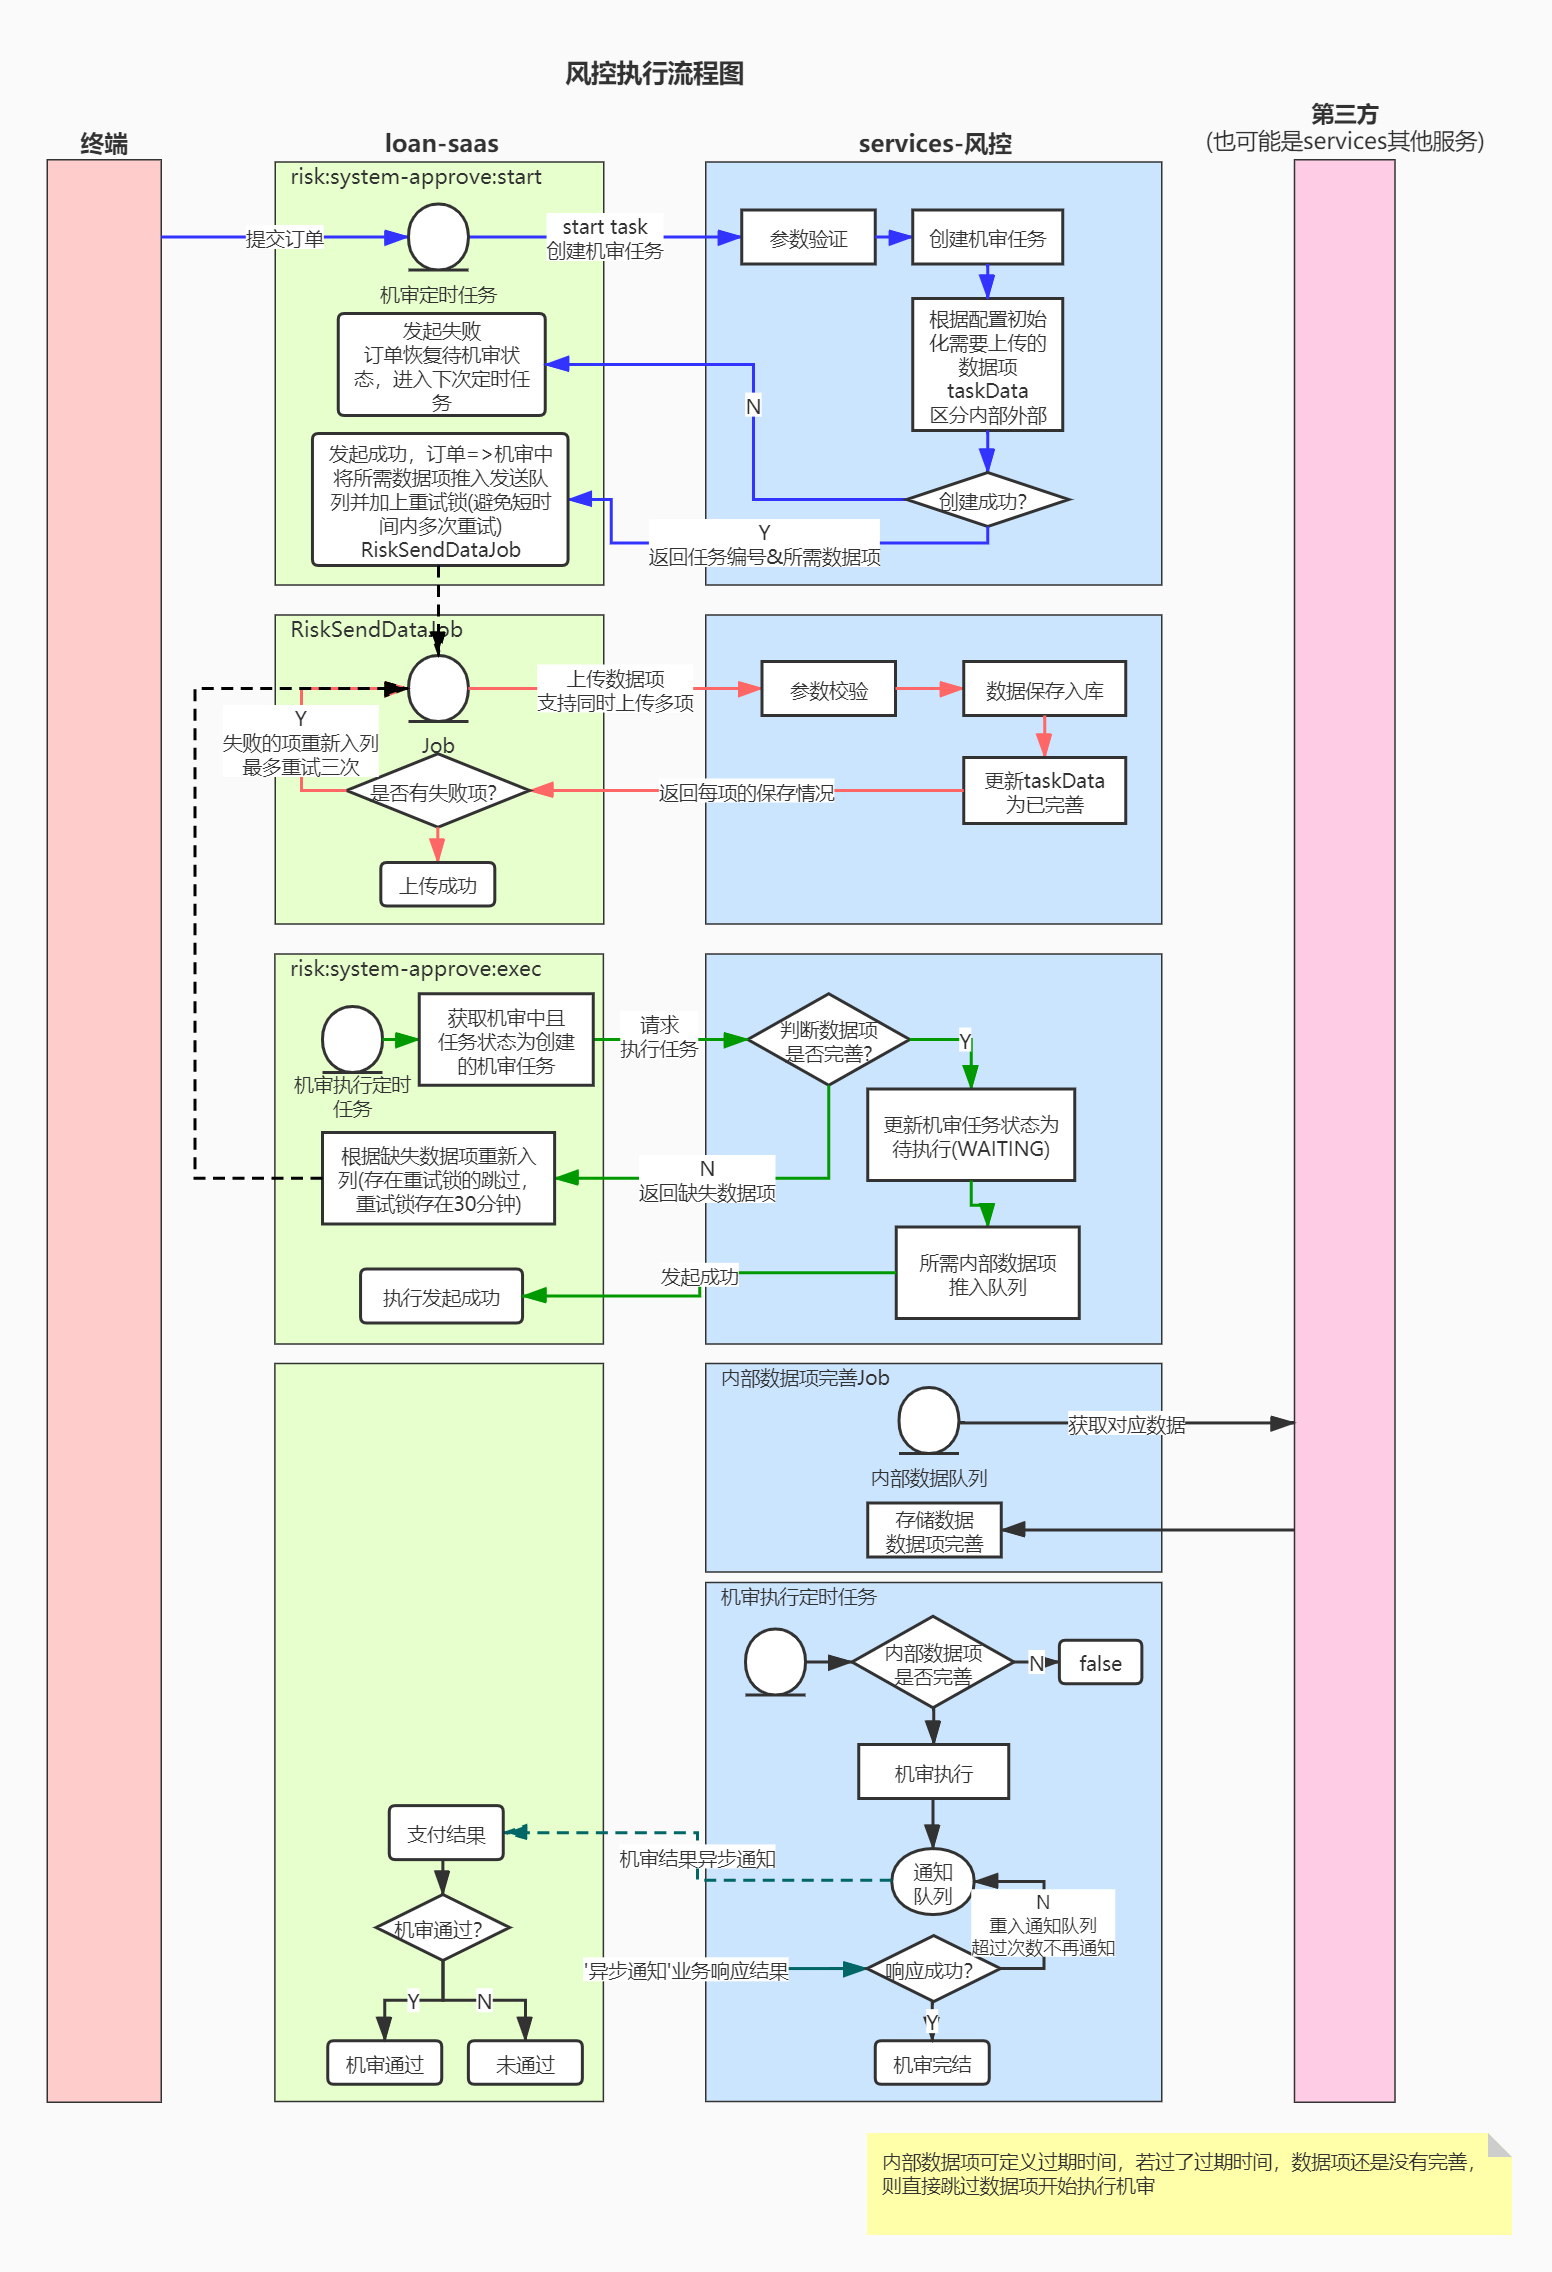 风控执行流程图
终端
loan-saas
services-风控
第三方
(也可能是services其他服务)
risk:system-approve:start
提交订单
机审定时任务
start task
创建机审任务
参数验证
创建机审任务
根据配置初始
化需要上传的
数据项
taskData
区分内部外部
发起失败
订单恢复待机审状
态，进入下次定时任
务
N
创建成功?
发起成功，订单=>机审中
将所需数据项推入发送队
列并加上重试锁(避免短时
间内多次重试)
RiskSendDataJob
Y
返回任务编号&所需数据项
RiskSendDataJob
Job
上传数据项
支持同时上传多项
参数校验
数据保存入库
Y
失败的项重新入列
最多重试三次
是否有失败项?
返回每项的保存情况
更新taskData
为已完善
上传成功
risk:system-approve:exec
机审执行定时
任务
获取机审中且
任务状态为创建
的机审任务
请求
执行任务
判断数据项
是否完善?
Y
更新机审任务状态为
待执行(WAITING)
根据缺失数据项重新入
列(存在重试锁的跳过，
重试锁存在30分钟)
N
返回缺失数据项
所需内部数据项
推入队列
发起成功
执行发起成功
内部数据项完善Job
内部数据队列
获取对应数据
存储数据
数据项完善
机审执行定时任务
内部数据项
是否完善
N
false
机审执行
支付结果
机审结果异步通知
通知
队列
N
重入通知队列
超过次数不再通知
机审通过?
'异步通知'业务响应结果
响应成功?
Y
N
Y
机审通过
未通过
机审完结
内部数据项可定义过期时间，若过了过期时间，数据项还是没有完善，
则直接跳过数据项开始执行机审